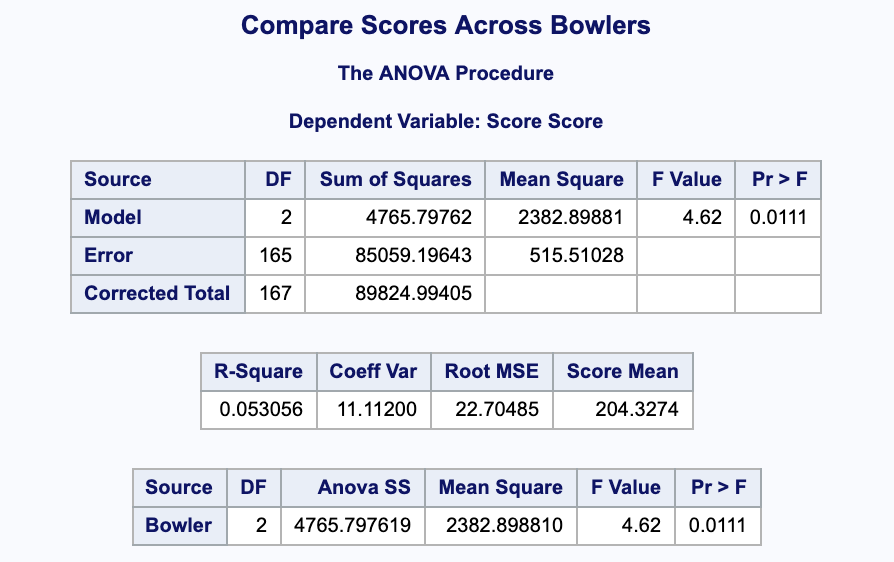 Compare Scores Across Bowlers
The ANOVA Procedure
Dependent Variable: Score Score
Source DF Sum of Squares Mean Square F Value Pr > F
Model 2 4765.79762 2382.89881 4.62 0.0111
Error 165 85059.19643 515.51028
Corrected Total 167 89824.99405
R-Square Coeff Var Root MSE Score Mean
0.053056 11.11200 22.70485 204.3274
Source DF Anova SS Mean Square F Value Pr > F
Bowler 2 4765.797619 2382.898810 4.62 0.0111